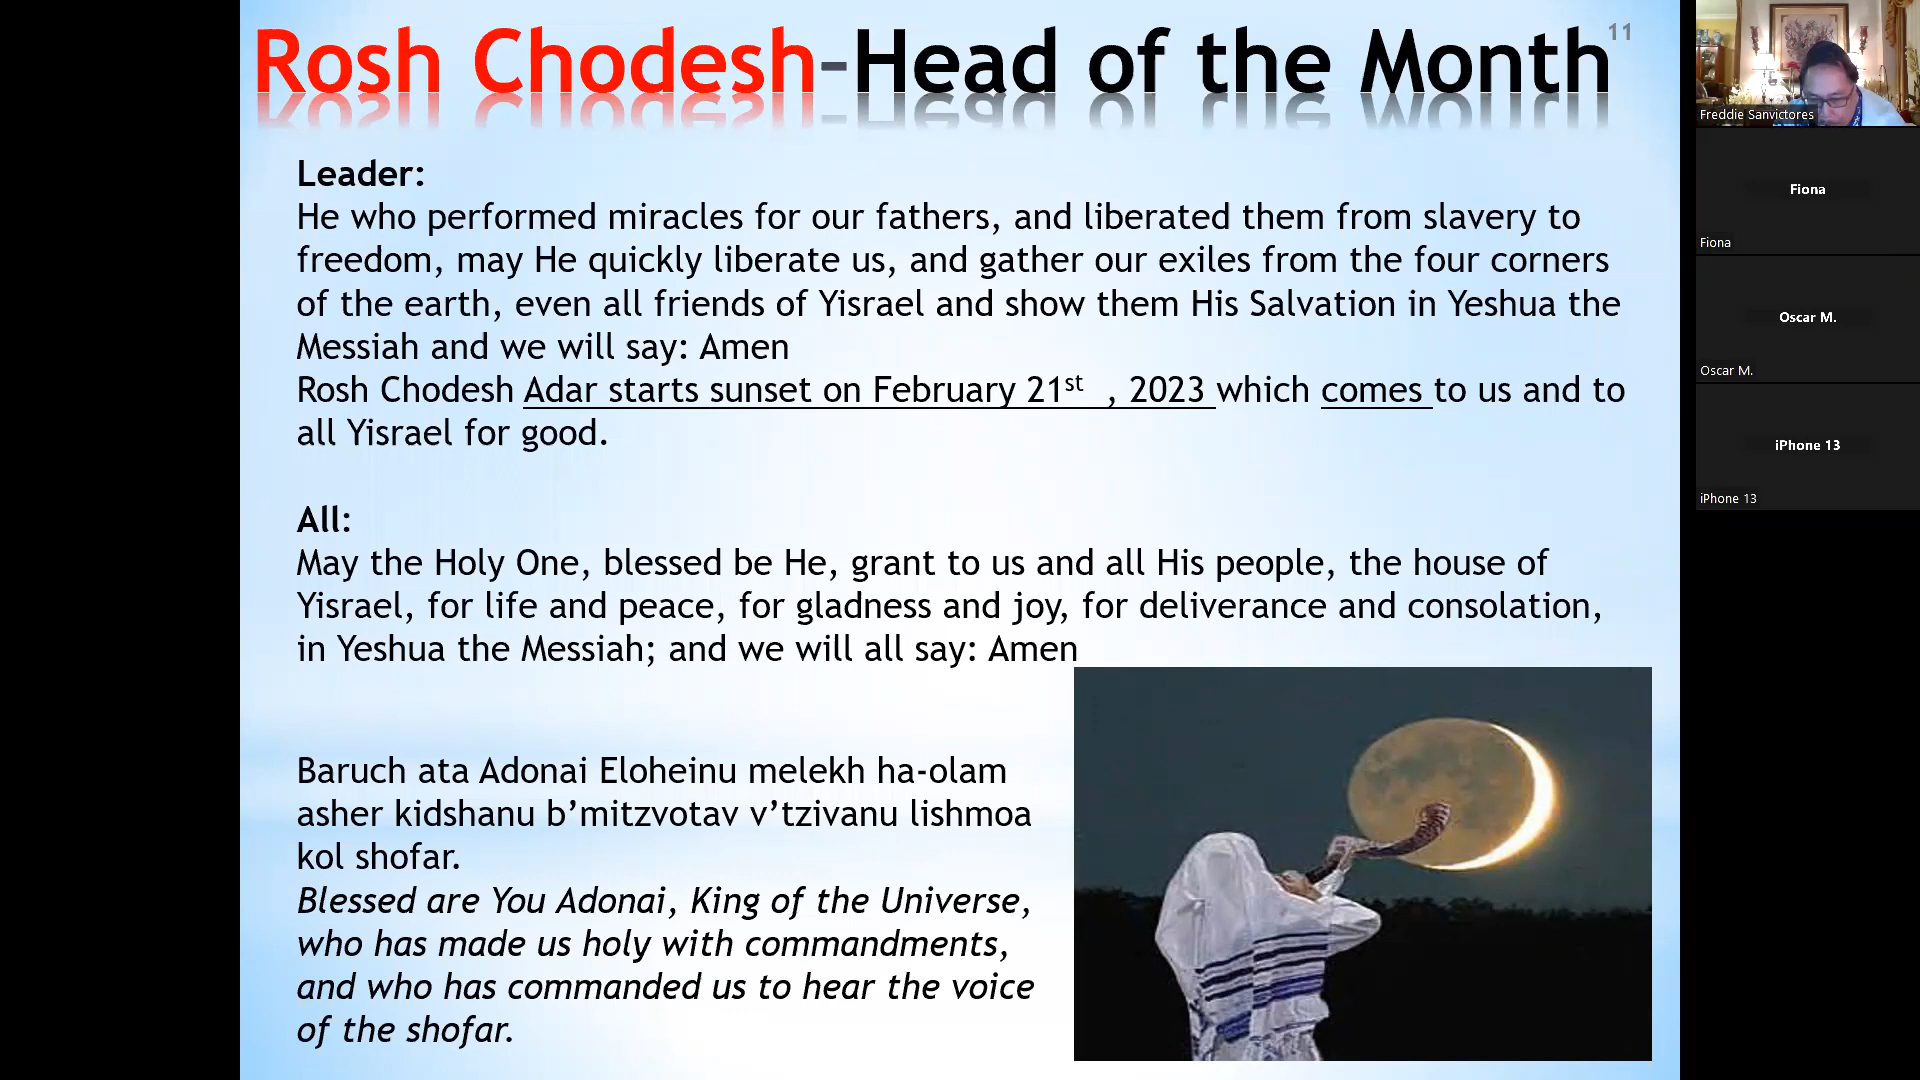 Rosh Chodesh-Head of the Month
11
Leader:
He who performed miracles for our fathers, and liberated them from slavery to
freedom, may He quickly liberate us, and gather our exiles from the four corners
of the earth, even all friends of Yisrael and show them His Salvation in Yeshua the
Messiah and we will say: Amen
Rosh Chodesh Adar starts sunset on February 21st , 2023 which comes to us and to
all Yisrael for good.
All:
May the Holy One, blessed be He, grant to us and all His people, the house of
Yisrael, for life and peace, for gladness and joy, for deliverance and consolation,
in Yeshua the Messiah; and we will all say: Amen
Baruch ata Adonai Eloheinu melekh ha-olam
asher kidshanu b’mitzvotav v’tzivanu lishmoa
kol shofar.
Blessed are You Adonai, King of the Universe,
who has made us holy with commandments,
and who has commanded us to hear the voice
of the shofar.
Freddie Sanvictores
Fiona
Fiona
Oscar M.
Oscar M.
iPhone 13
iPhone 13